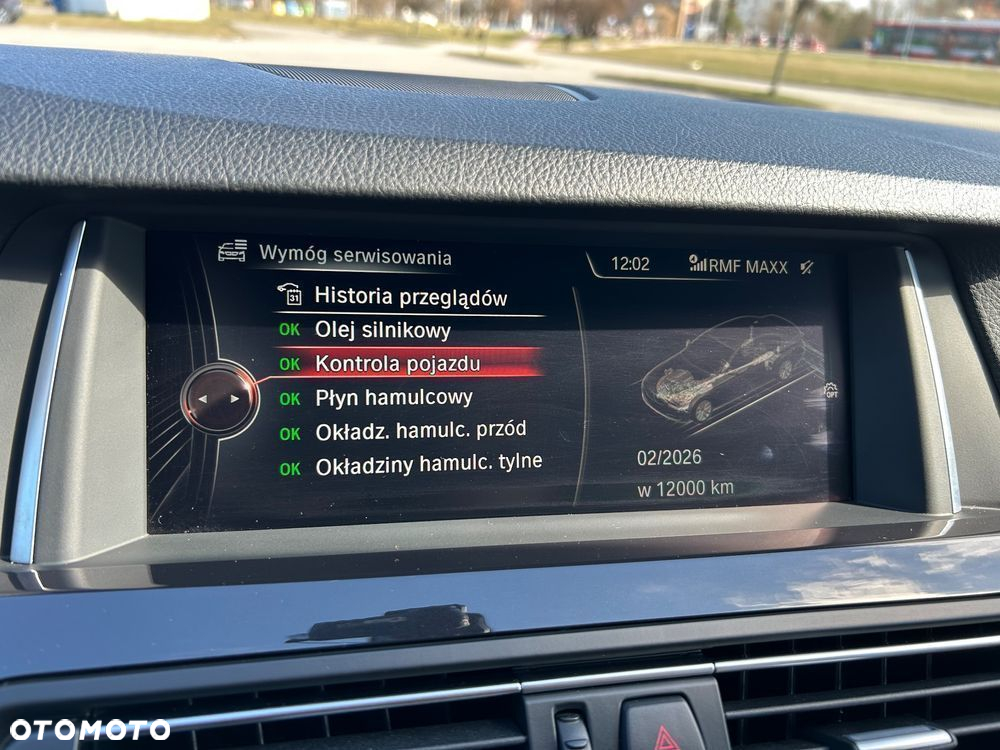 Wymóg serwisowania
12:02
RMF MAXX
31
Historia przeglądów
OK Olej silnikowy
OK Kontrola pojazdu
OK Płyn hamulcowy
OK Okładz. hamulc. przód
OK Okładziny hamulc. tylne
OPT
02/2026
w 12000 km
OTOMOTO